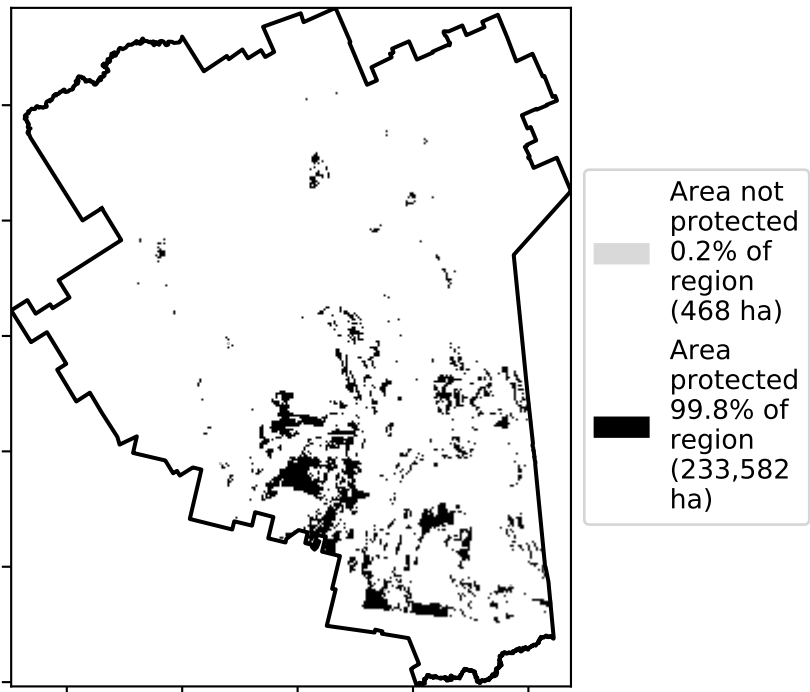 Area not
protected
0.2% of
region
(468 ha)
Area
protected
99.8% of
region
(233,582
ha)